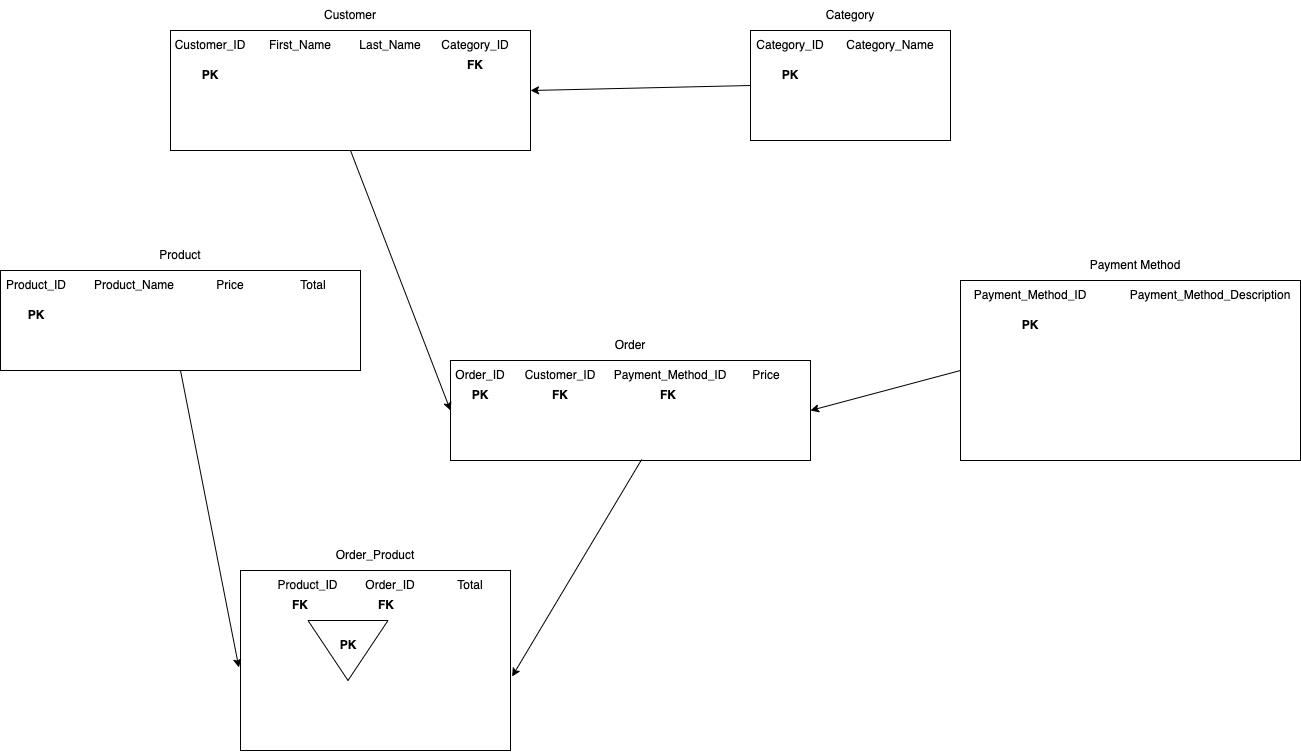 Customer
Customer_ID First_Name Last_Name Category_ID
PK FK
Category
Category_ID Category_Name
PK
Product
Product_ID Product_Name Price Total
PK
Payment Method
Payment_Method_ID Payment_Method_Description
PK
Order
Order_ID Customer_ID Payment_Method_ID Price
PK FK FK
Order_Product
Product_ID Order_ID Total
FK FK
PK